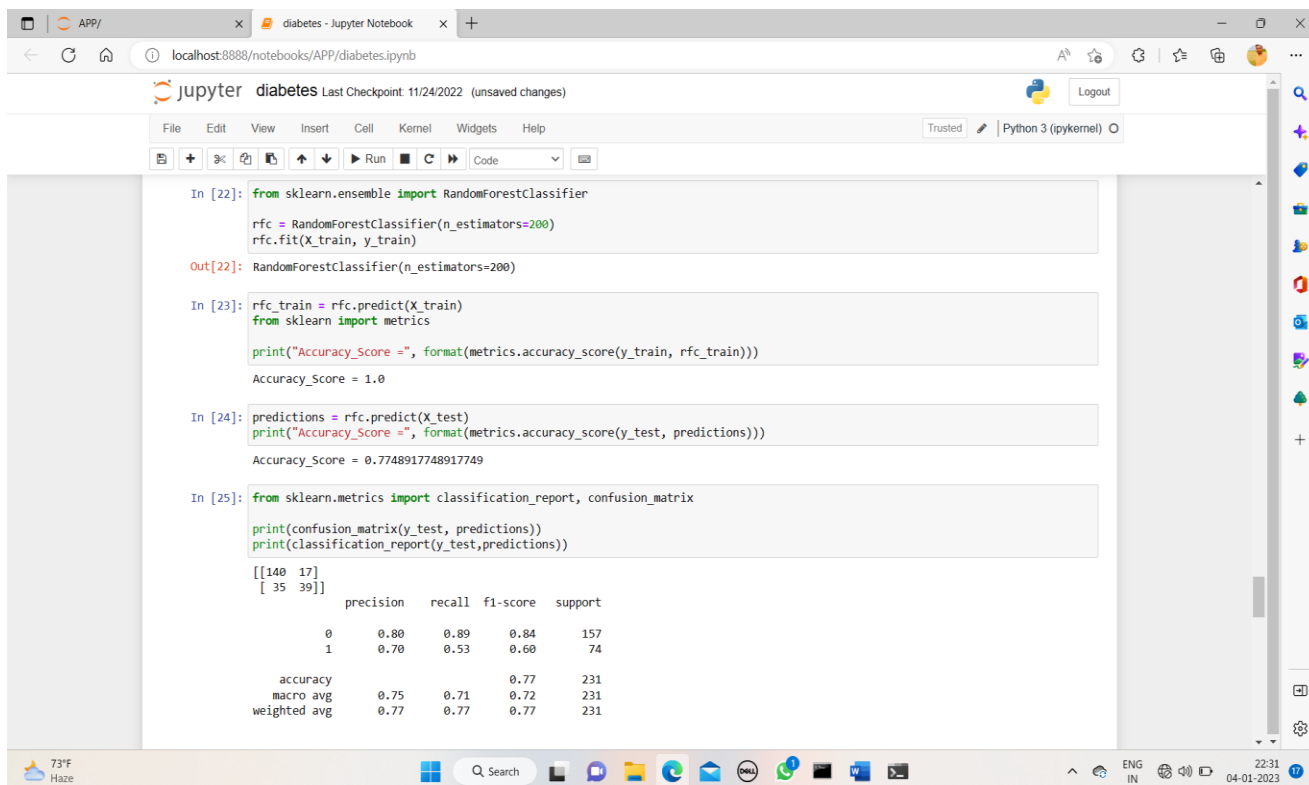 APP/
diabetes - Jupyter Notebook
localhost:8888/notebooks/APP/diabetes.ipynb
jupyter diabetes Last Checkpoint: 11/24/2022 (unsaved changes)
Logout
File Edit View Insert Cell Kernel Widgets Help
Trusted
Python 3 (ipykernel)
Run
Code
In [22]: from sklearn.ensemble import RandomForestClassifier
rfc = RandomForestClassifier(n_estimators=200)
rfc.fit(X_train, y_train)
Out[22]: RandomForestClassifier(n_estimators=200)
In [23]: rfc_train = rfc.predict(X_train)
from sklearn import metrics
print("Accuracy_Score =", format(metrics.accuracy_score(y_train, rfc_train)))
Accuracy_Score = 1.0
In [24]: predictions = rfc.predict(X_test)
print("Accuracy_Score =", format(metrics.accuracy_score(y_test, predictions)))
Accuracy_Score = 0.7748917748917749
In [25]: from sklearn.metrics import classification_report, confusion_matrix
print(confusion_matrix(y_test, predictions))
print(classification_report(y_test,predictions))
[[140 17]
[ 35 39]]
precision recall f1-score support
0 0.80 0.89 0.84 157
1 0.70 0.53 0.60 74
accuracy 0.77 231
macro avg 0.75 0.71 0.72 231
weighted avg 0.77 0.77 0.77 231
73°F
Haze
Search
DELL
1
W
ENG
IN
22:31
04-01-2023
17